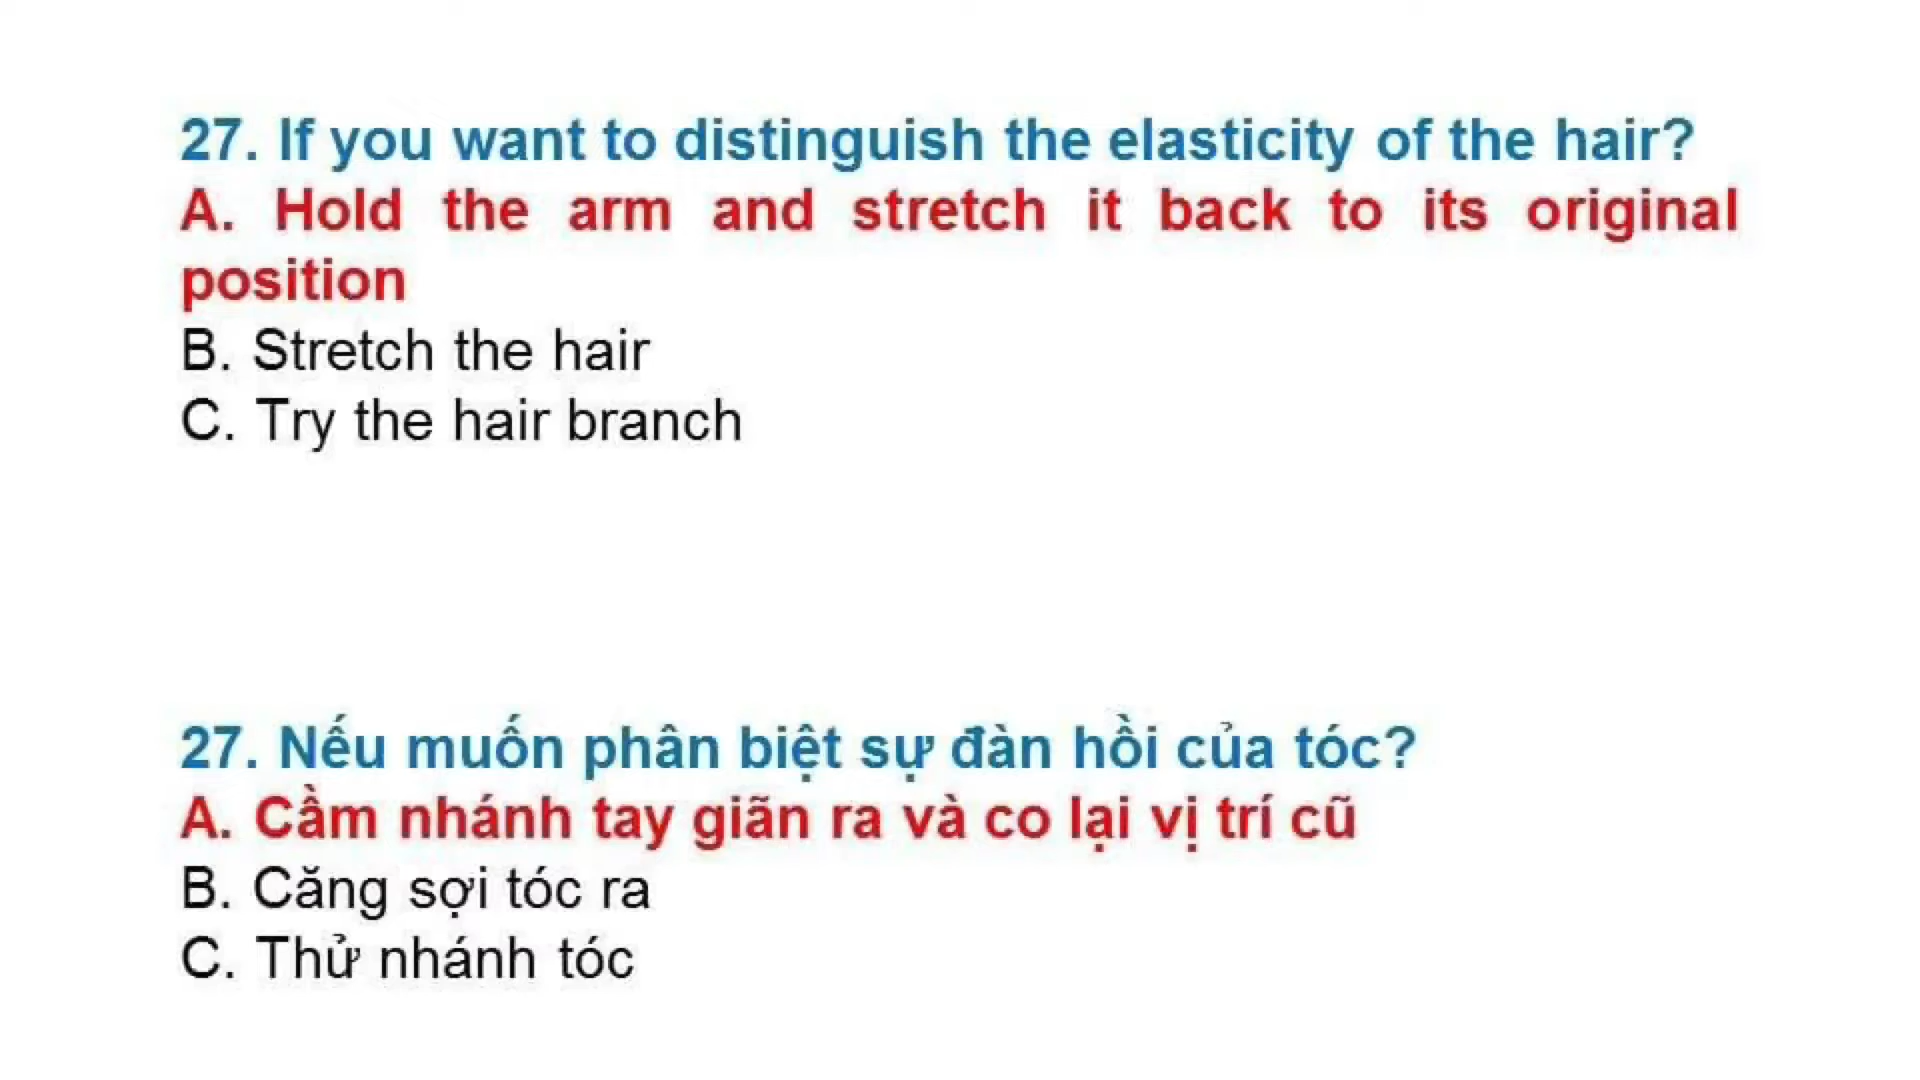 27. If you want to distinguish the elasticity of the hair?
A. Hold the arm and stretch it back to its original
position
B. Stretch the hair
C. Try the hair branch
27. Nếu muốn phân biệt sự đàn hồi của tóc?
A. Cầm nhánh tay giãn ra và co lại vị trí cũ
B. Căng sợi tóc ra
C. Thử nhánh tóc